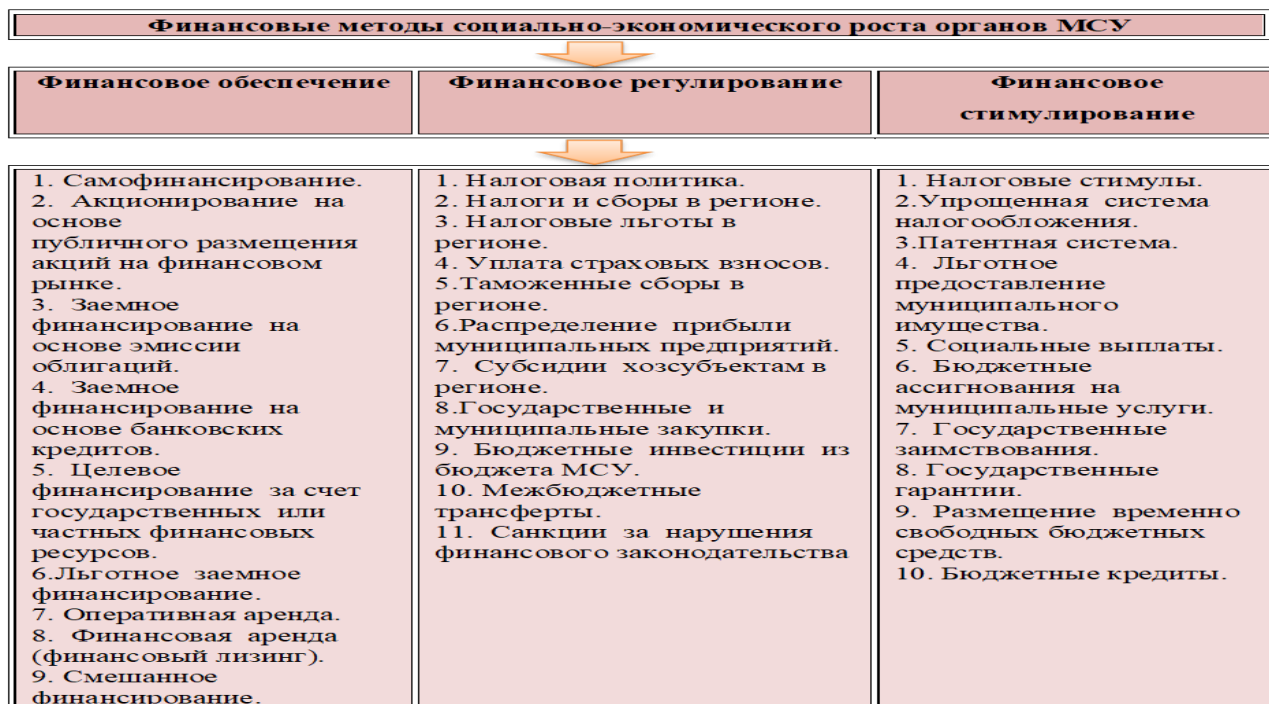 Финансовые методы социально-экономического роста органов МСУ
Финансовое обеспечение
Финансовое регулирование
Финансовое
стимулирование
1. Самофинансирование.
2. Акционирование на
основе
публичного размещения
акций на финансовом
рынке.
3. Заемное
финансирование на
основе эмиссии
облигаций.
4. Заемное
финансирование на
основе банковских
кредитов.
5. Целевое
финансирование за счет
государственных или
частных финансовых
ресурсов.
6.Льготное заемное
финансирование.
7. Оперативная аренда.
8. Финансовая аренда
(финансовый лизинг).
9. Смешанное
финансирование.
1. Налоговая политика.
2. Налоги и сборы в регионе.
3. Налоговые льготы в
регионе.
4. Уплата страховых взносов.
5.Таможенные сборы в
регионе.
6.Распределение прибыли
муниципальных предприятий.
7. Субсидии хозсубъектам в
регионе.
8.Государственные и
муниципальные закупки.
9. Бюджетные инвестиции из
бюджета МСУ.
10. Межбюджетные
трансферты.
11. Санкции за нарушения
финансового законодательства
1. Налоговые стимулы.
2.Упрощенная система
налогообложения.
3.Патентная система.
4. Льготное
предоставление
муниципального
имущества.
5. Социальные выплаты.
6. Бюджетные
ассигнования на
муниципальные услуги.
7. Государственные
заимствования.
8. Государственные
гарантии.
9. Размещение временно
свободных бюджетных
средств.
10. Бюджетные кредиты.